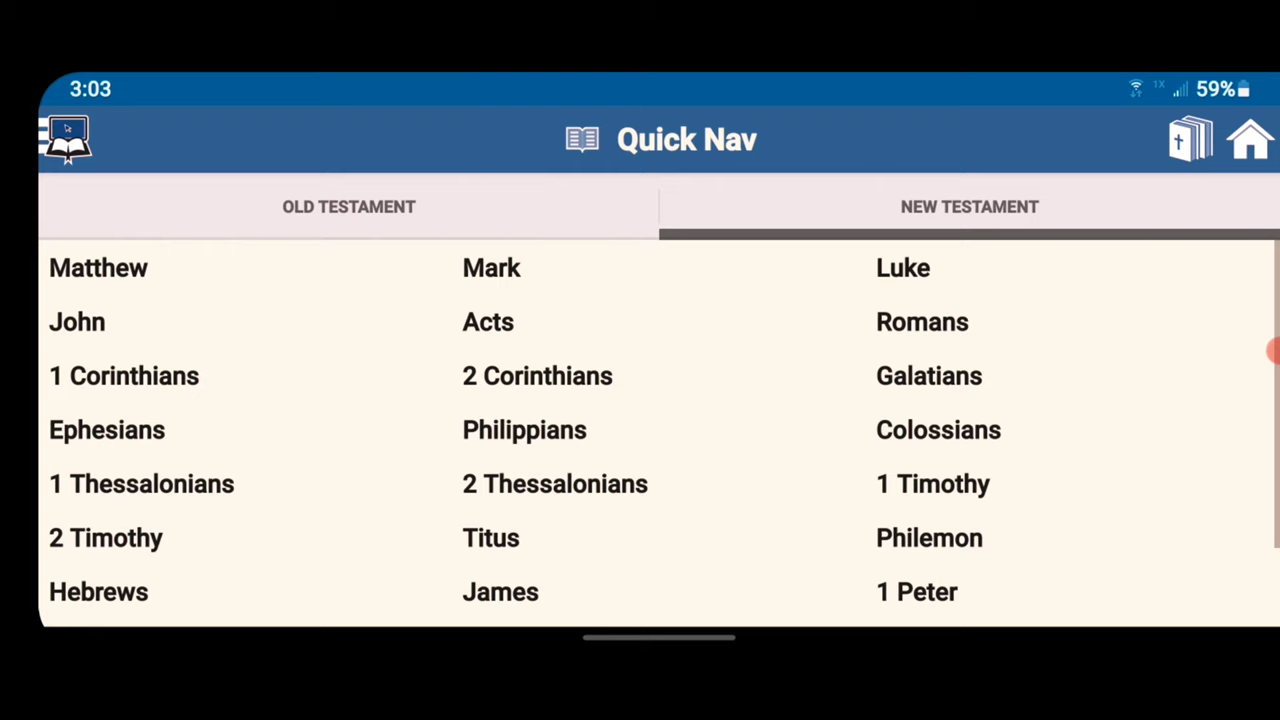 3:03
1X 59%
Quick Nav
OLD TESTAMENT NEW TESTAMENT
Matthew Mark Luke
John Acts Romans
1 Corinthians 2 Corinthians Galatians
Ephesians Philippians Colossians
1 Thessalonians 2 Thessalonians 1 Timothy
2 Timothy Titus Philemon
Hebrews James 1 Peter